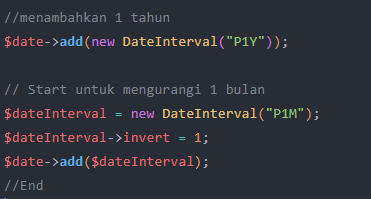 //menambahkan 1 tahun
$date->add(new DateInterval("P1Y"));
// Start untuk mengurangi 1 bulan
$dateInterval = new DateInterval("P1M");
$dateInterval->invert = 1;
$date->add($dateInterval);
//End